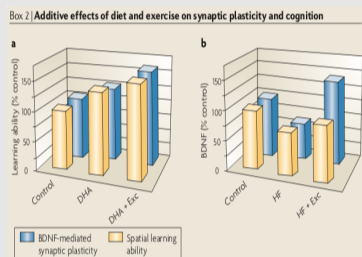 Box 2 | Additive effects of diet and exercise on synaptic plasticity and cognition
a
Learning ability (% control)
150
100
50
0
Control
DHA
DHA + Exc
b
BDNF (% control)
150
100
50
0
Control
HF
HF + Exc
BDNF-mediated
synaptic plasticity
Spatial learning
ability